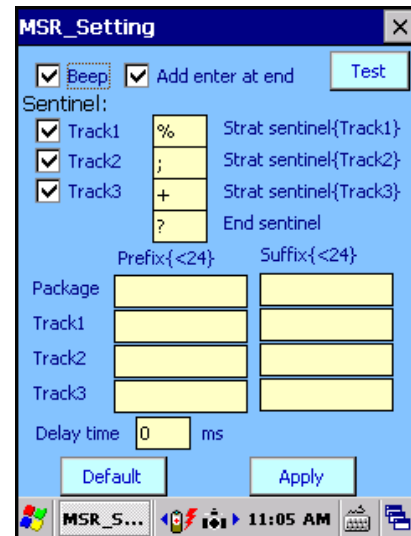 MSR_Setting
Beep Add enter at end Test
Sentinel:
Track1 % Strat sentinel{Track1}
Track2 ; Strat sentinel{Track2}
Track3 + Strat sentinel{Track3}
? End sentinel
Prefix{<24} Suffix{<24}
Package
Track1
Track2
Track3
Delay time 0 ms
Default Apply
MSR_S... 11:05 AM